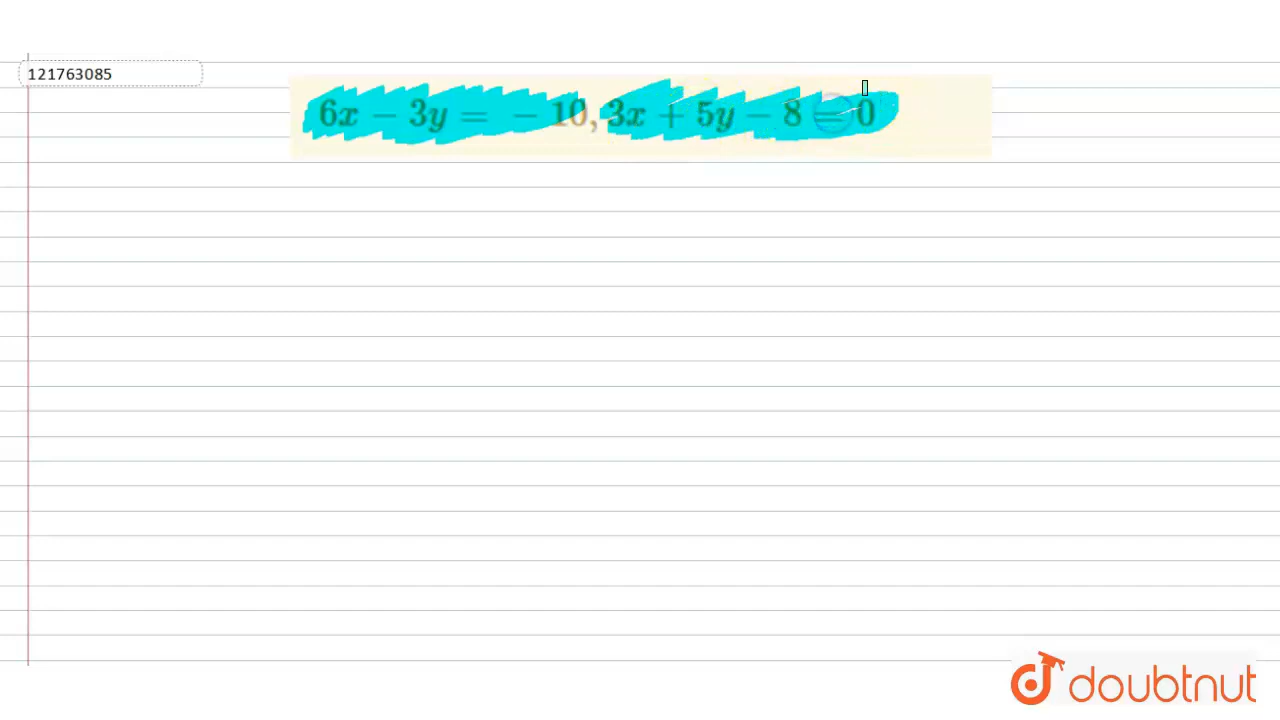 121763085
6x − 3y = − 10, 3x + 5y − 8 = 0
doubtnut